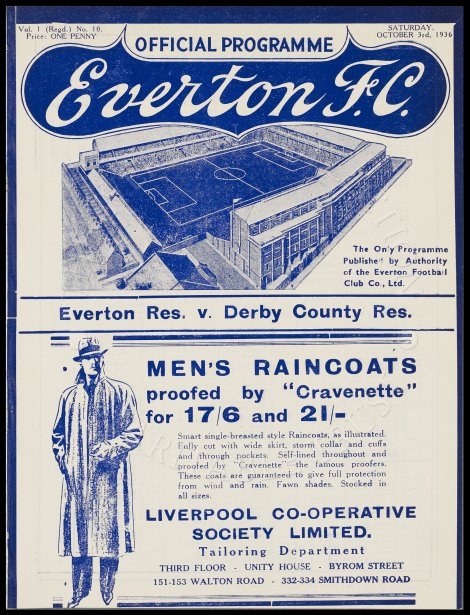 Vol. 1 (Regd.) No. 10.
Price: ONE PENNY
SATURDAY.
OCTOBER 3rd, 1936
OFFICIAL PROGRAMME
Everton F.C.
The Only Programme
Published by Authority
of the Everton Football
Club Co., Ltd.
Everton Res. v. Derby County Res.
MEN'S RAINCOATS
proofed by "Cravenette"
for 17/6 and 21/-
Smart single-breasted style Raincoats, as illustrated.
Fully cut with wide skirt, storm collar and cuffs
and through pockets. Self-lined throughout and
proofed by "Cravenette" the famous proofers.
These coats are guaranteed to give full protection
from wind and rain. Fawn shades. Stocked in
all sizes.
LIVERPOOL CO-OPERATIVE
SOCIETY LIMITED.
Tailoring Department
THIRD FLOOR - UNITY HOUSE - BYROM STREET
151-153 WALTON ROAD - 332-334 SMITHDOWN ROAD